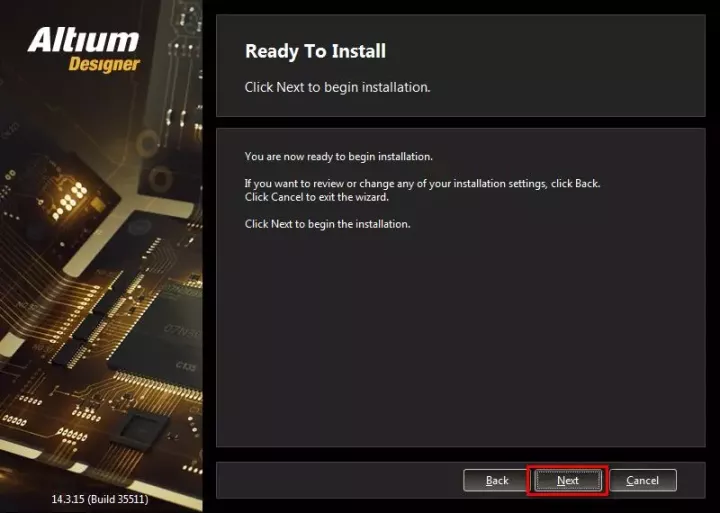 Altium
Designer
Ready To Install
Click Next to begin installation.
You are now ready to begin installation.
If you want to review or change any of your installation settings, click Back.
Click Cancel to exit the wizard.
Click Next to begin the installation.
C135
Back Next Cancel
14.3.15 (Build 35511)